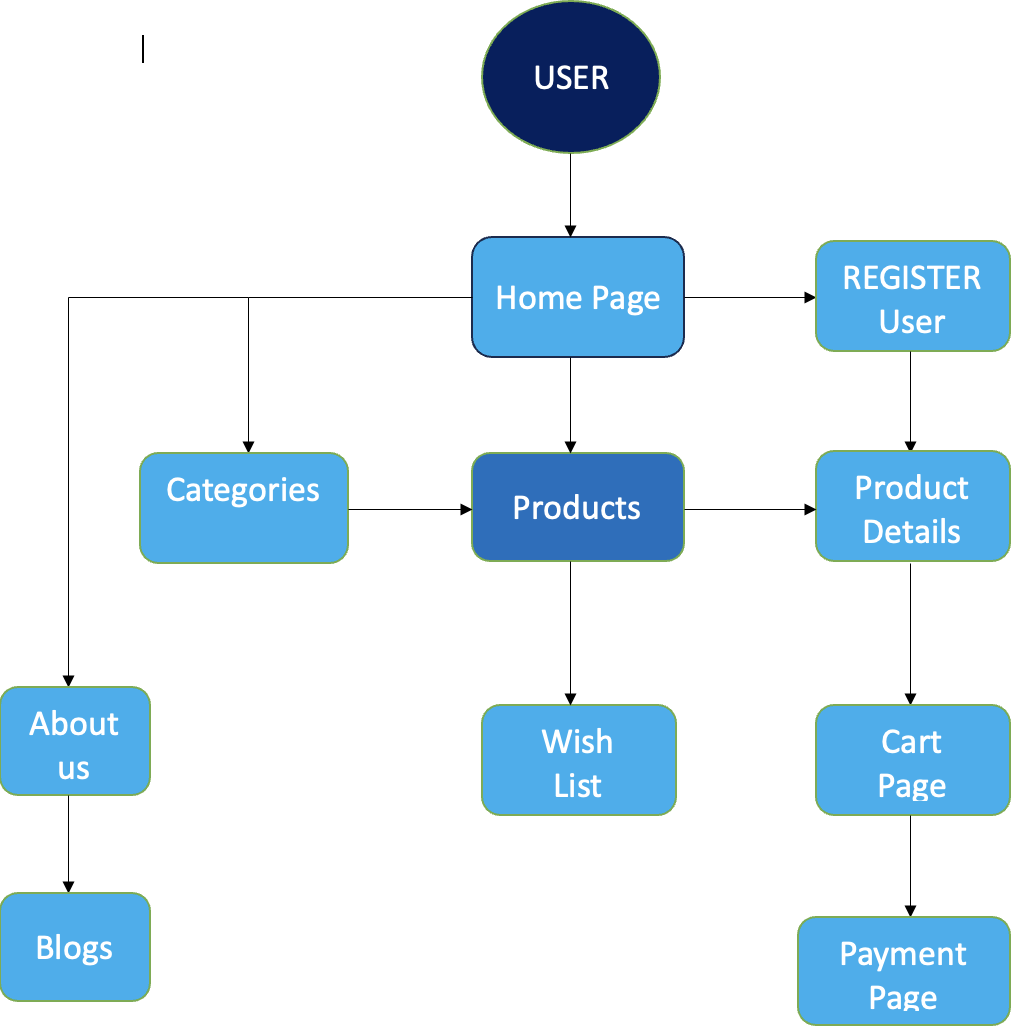 USER
Home Page
REGISTER
User
Categories
Products
Product
Details
About
us
Wish
List
Cart
Page
Blogs
Payment
Page